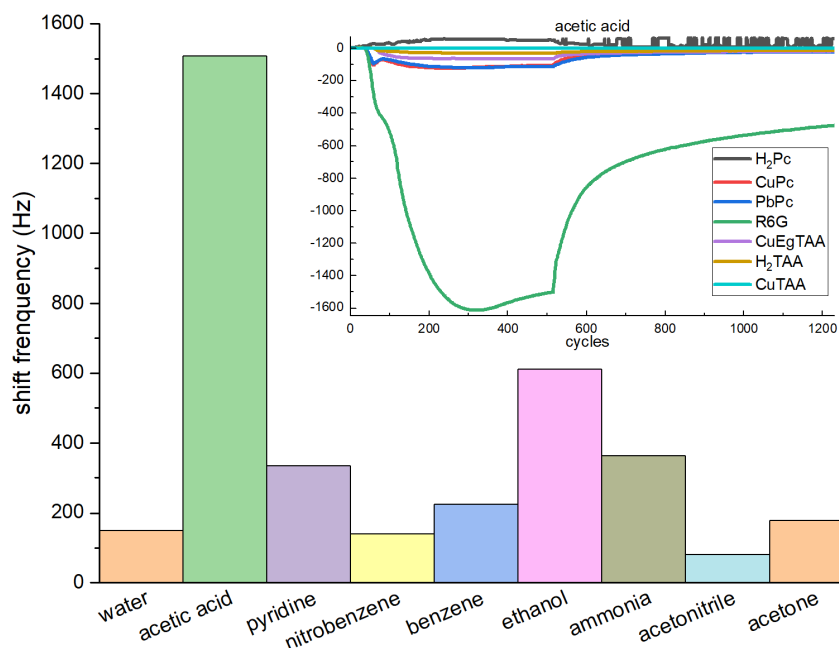 1600
1400
1200
1000
800
600
400
200
0
shift frenquency (Hz)
water
acetic acid
pyridine
nitrobenzene
benzene
ethanol
ammonia
acetonitrile
acetone
acetic acid
0
-200
-400
-600
-800
-1000
-1200
-1400
-1600
0 200 400 600 800 1000 1200
cycles
H₂Pc
CuPc
PbPc
R6G
CuEgTAA
H₂TAA
CuTAA